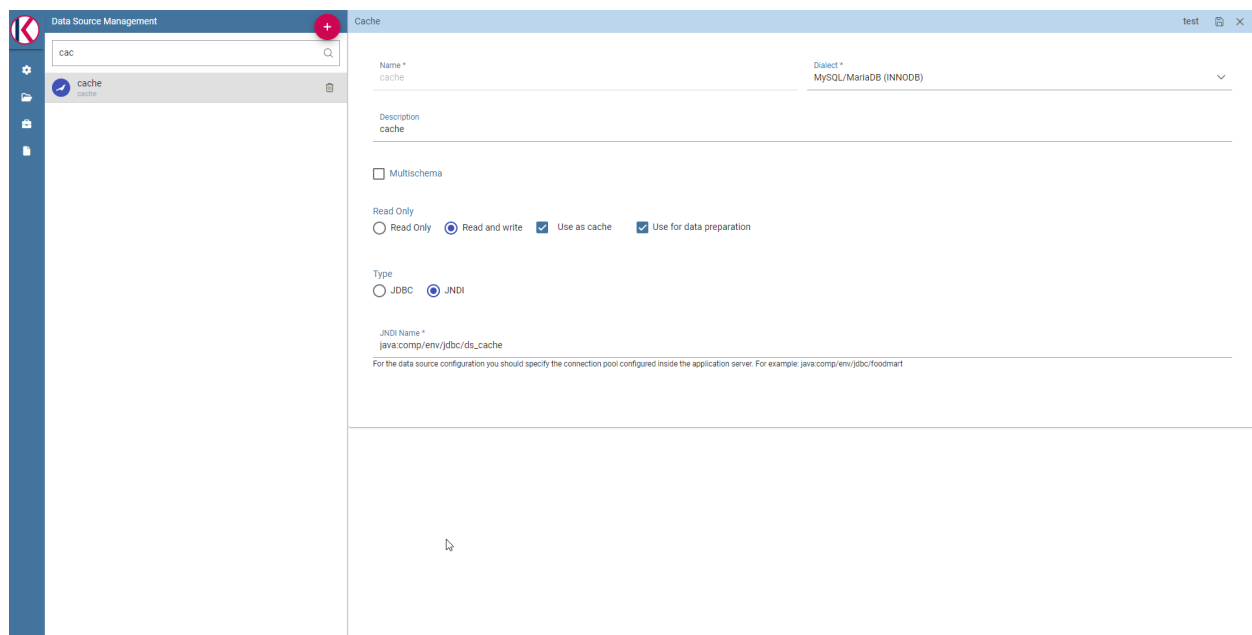 Data Source Management
+
cac
cache
cache
Cache
test
Name *
cache
Dialect *
MySQL/MariaDB (INNODB)
Description
cache
Multischema
Read Only
Read Only Read and write Use as cache Use for data preparation
Type
JDBC JNDI
JNDI Name *
java:comp/env/jdbc/ds_cache
For the data source configuration you should specify the connection pool configured inside the application server. For example: java:comp/env/jdbc/foodmart